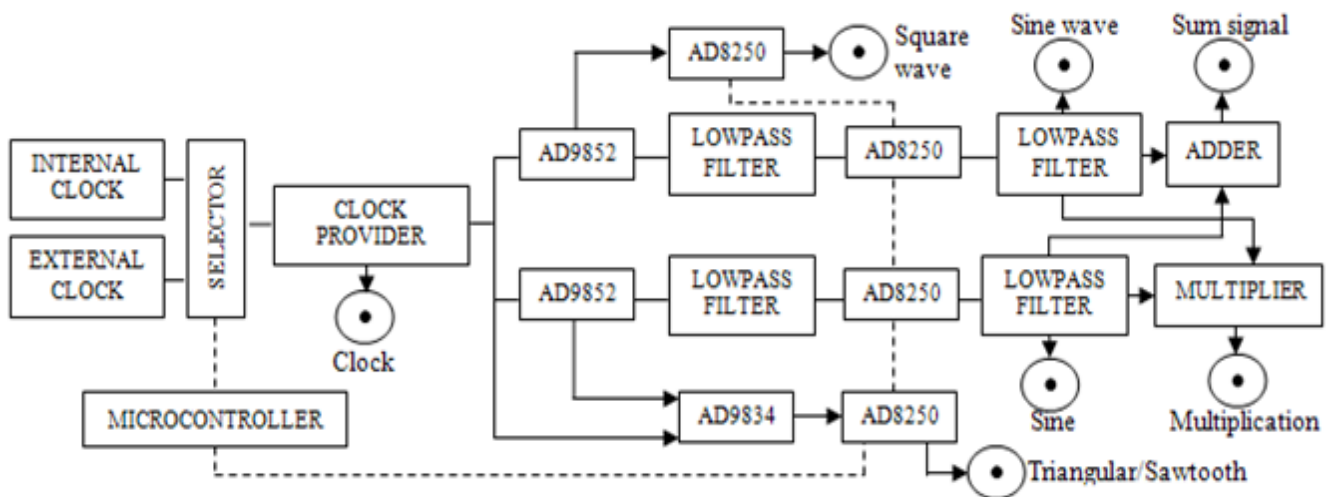 Sine wave
Sum signal
AD8250
Square
wave
INTERNAL
CLOCK
SELECTOR
CLOCK
PROVIDER
AD9852
LOWPASS
FILTER
AD8250
LOWPASS
FILTER
ADDER
EXTERNAL
CLOCK
AD9852
LOWPASS
FILTER
AD8250
LOWPASS
FILTER
MULTIPLIER
Clock
MICROCONTROLLER
AD9834
AD8250
Sine
Multiplication
Triangular/Sawtooth